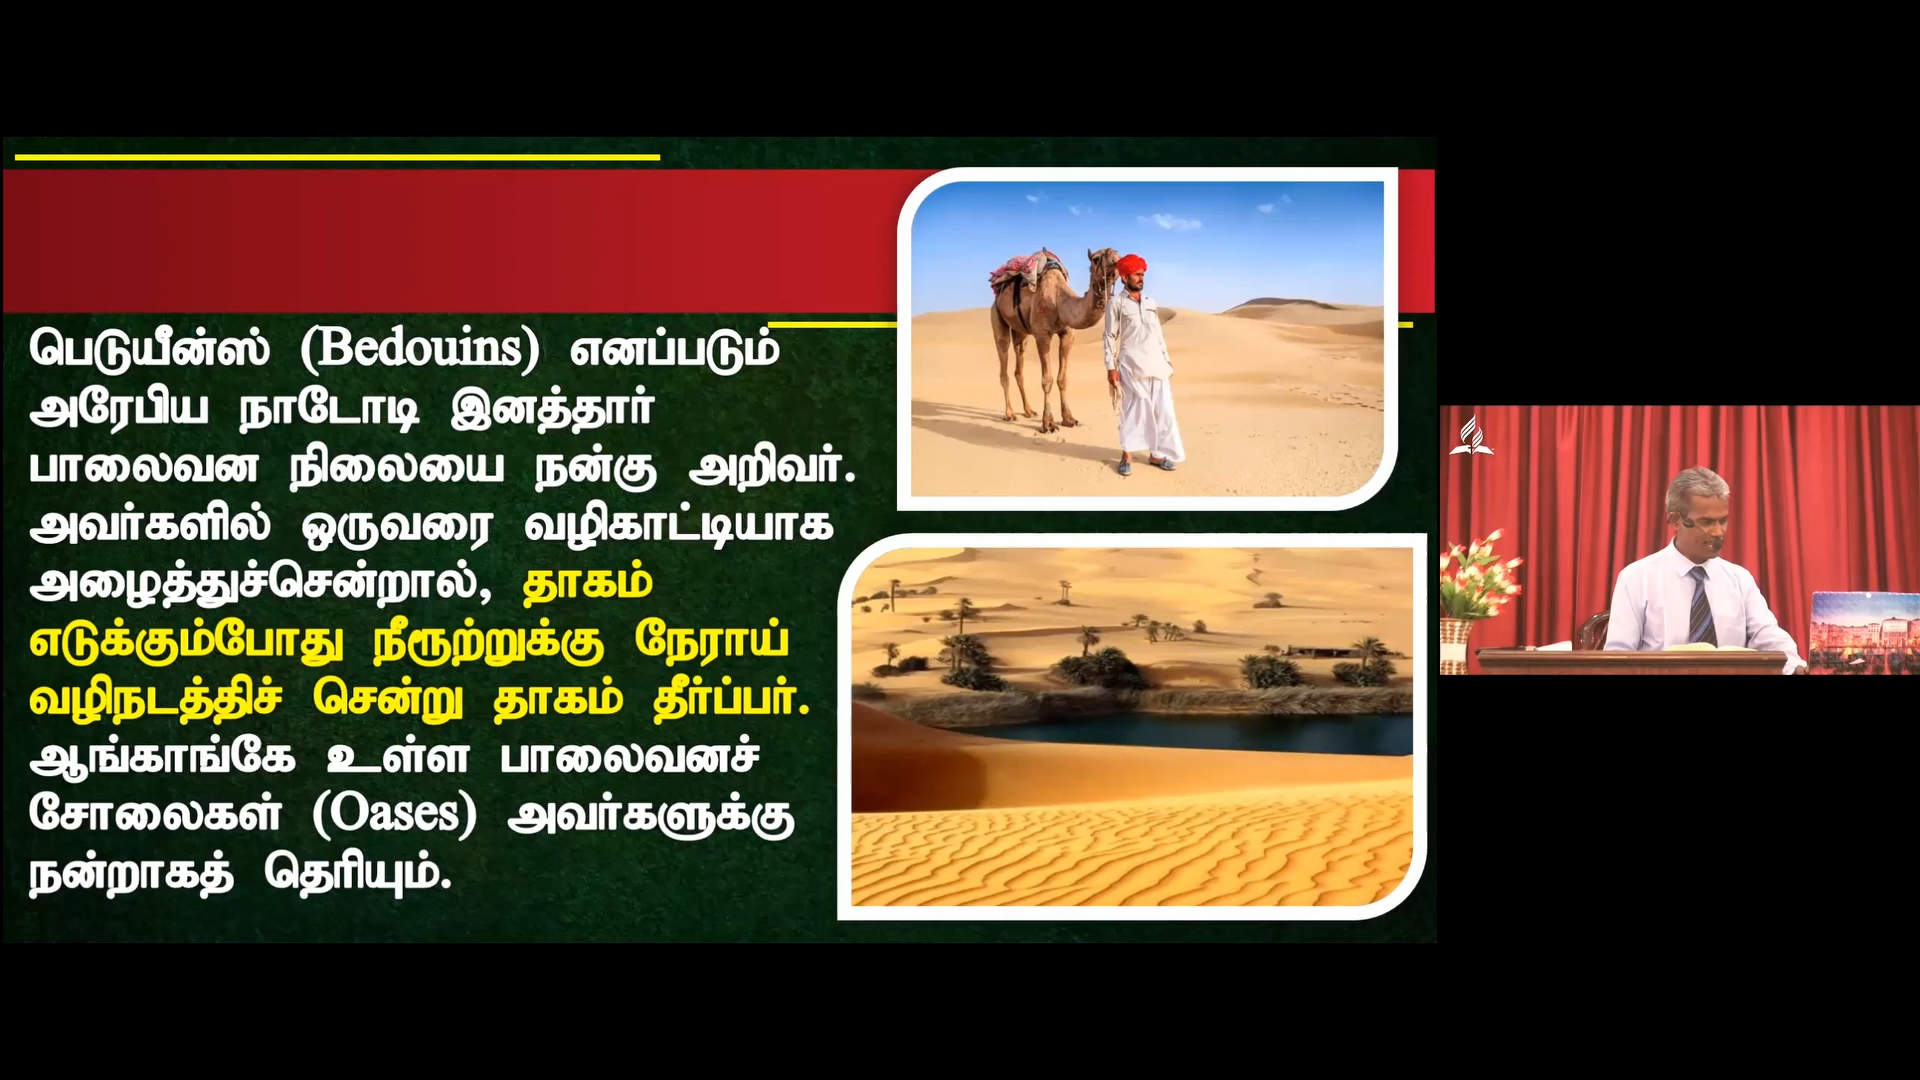 பெடுயீன்ஸ் (Bedouins) எனப்படும்
அரேபிய நாடோடி இனத்தார்
பாலைவன நிலையை நன்கு அறிவர்.
அவர்களில் ஒருவரை வழிகாட்டியாக
அழைத்துச்சென்றால், தாகம்
எடுக்கும்போது நீரூற்றுக்கு நேராய்
வழிநடத்திச் சென்று தாகம் தீர்ப்பர்.
ஆங்காங்கே உள்ள பாலைவனச்
சோலைகள் (Oases) அவர்களுக்கு
நன்றாகத் தெரியும்.